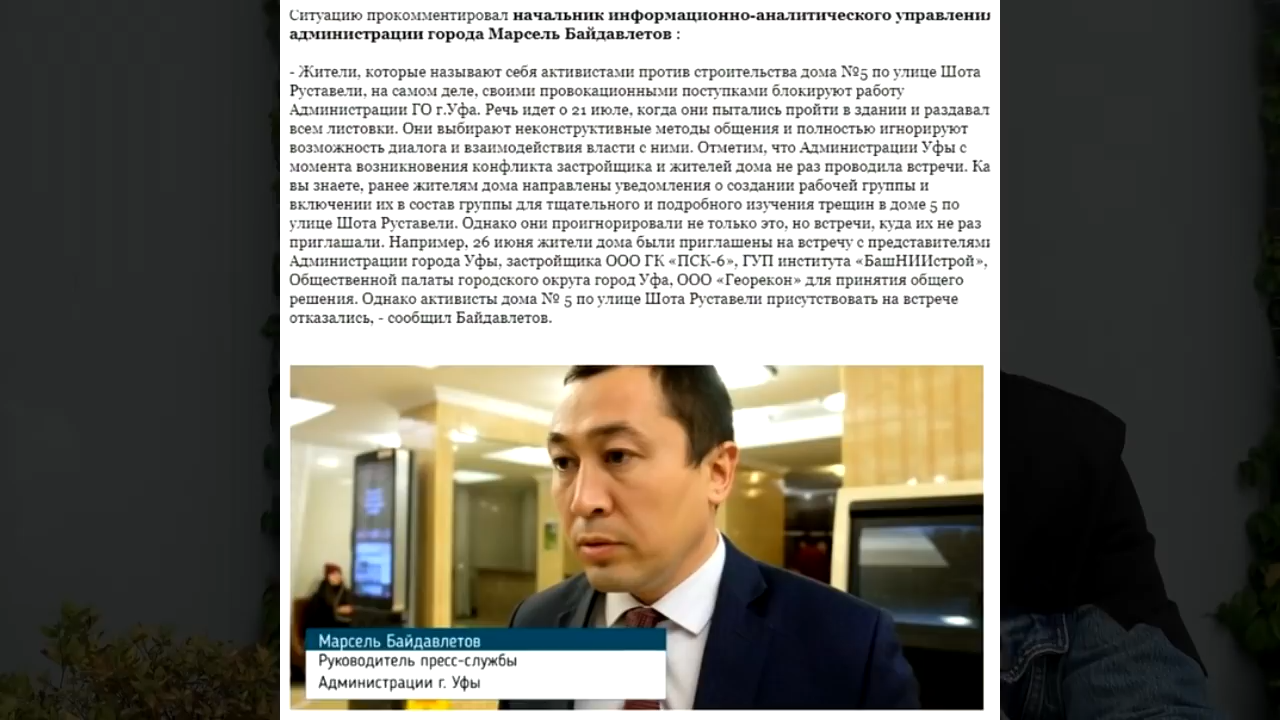 Ситуацию прокомментировал начальник информационно-аналитического управления
администрации города Марсель Байдавлетов :
- Жители, которые называют себя активистами против строительства дома №5 по улице Шота
Руставели, на самом деле, своими провокационными поступками блокируют работу
Администрации ГО г.Уфа. Речь идет о 21 июле, когда они пытались пройти в здании и раздавал
всем листовки. Они выбирают неконструктивные методы общения и полностью игнорируют
возможность диалога и взаимодействия власти с ними. Отметим, что Администрации Уфы с
момента возникновения конфликта застройщика и жителей дома не раз проводила встречи. Ка
вы знаете, ранее жителям дома направлены уведомления о создании рабочей группы и
включении их в состав группы для тщательного и подробного изучения трещин в доме 5 по
улице Шота Руставели. Однако они проигнорировали не только это, но встречи, куда их не раз
приглашали. Например, 26 июня жители дома были приглашены на встречу с представителями
Администрации города Уфы, застройщика ООО ГК «ПСК-6», ГУП института «БашНИИстрой»,
Общественной палаты городского округа город Уфа, ООО «Георекон» для принятия общего
решения. Однако активисты дома № 5 по улице Шота Руставели присутствовать на встрече
отказались, - сообщил Байдавлетов.
Марсель Байдавлетов
Руководитель пресс-службы
Администрации г. Уфы